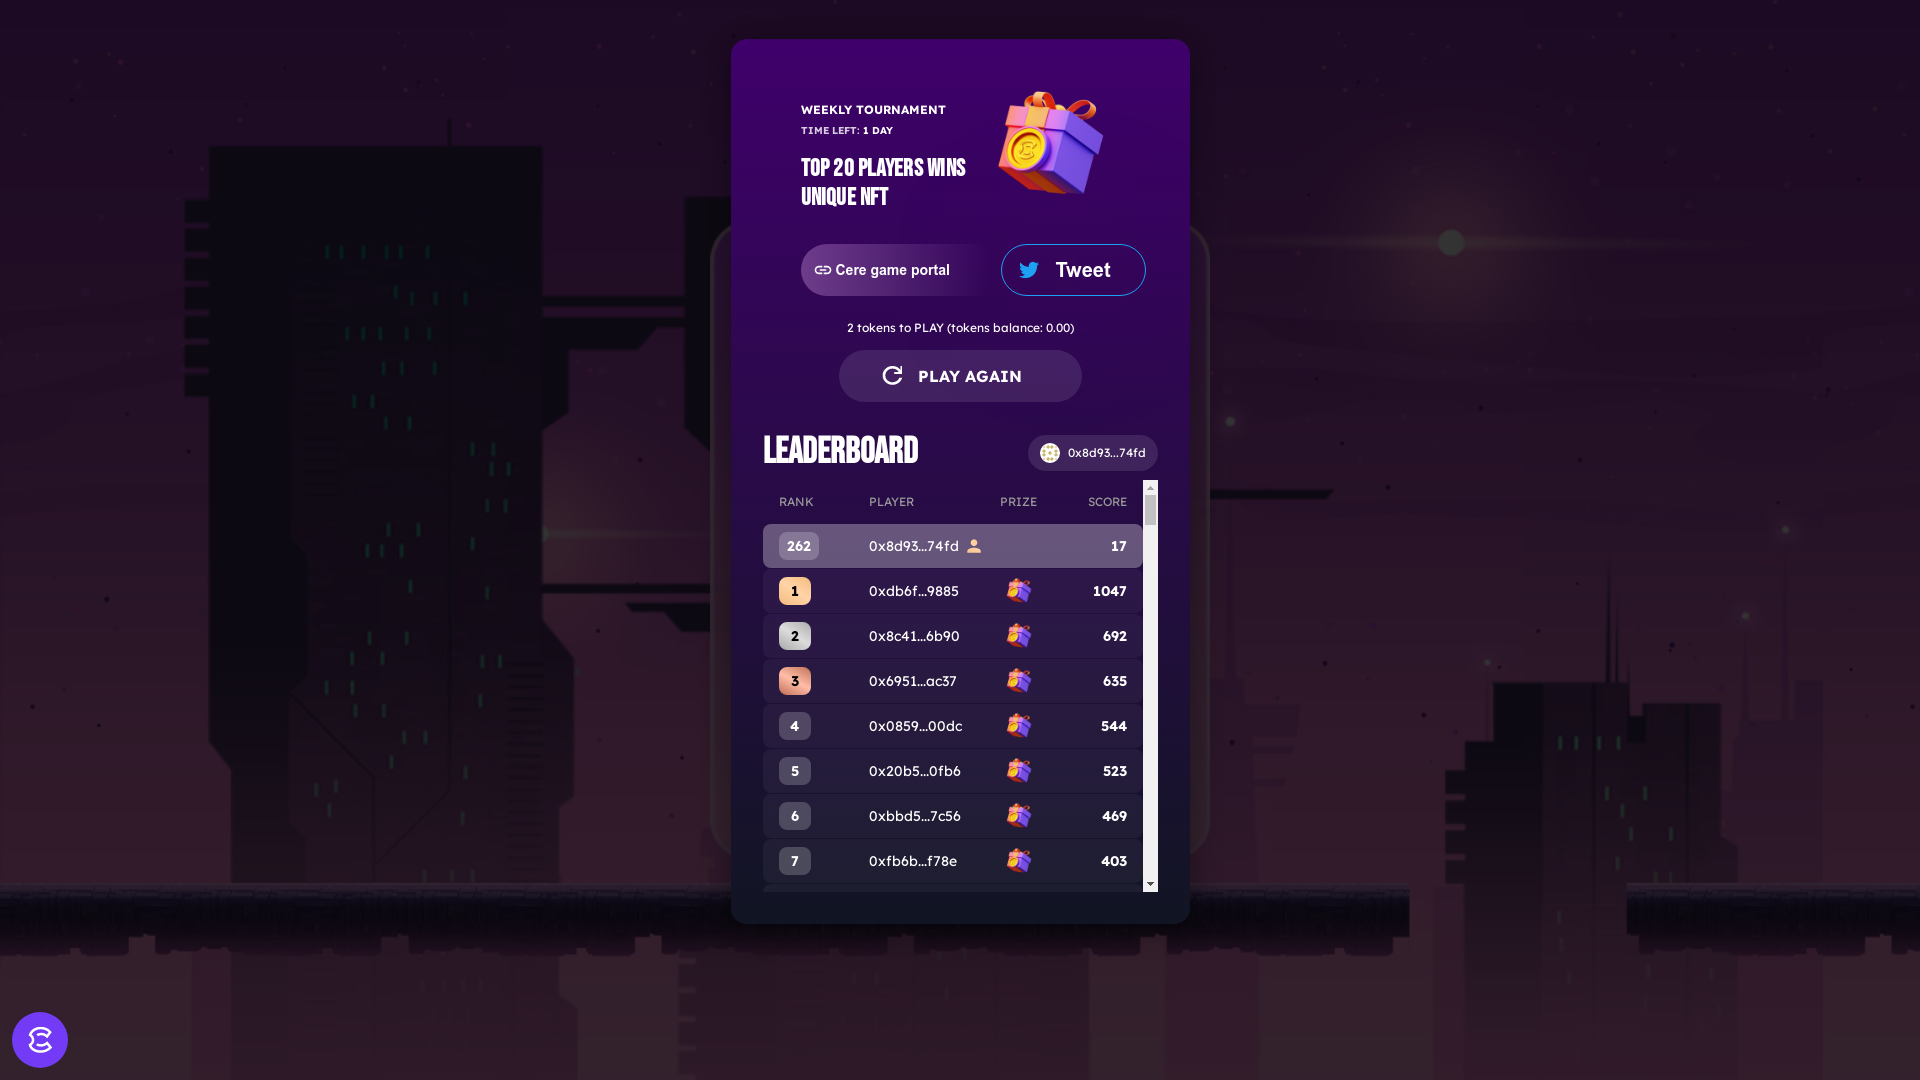 WEEKLY TOURNAMENT
TIME LEFT: 1 DAY
TOP 20 PLAYERS WINS
UNIQUE NFT
Cere game portal
Tweet
2 tokens to PLAY (tokens balance: 0.00)
PLAY AGAIN
LEADERBOARD
0x8d93...74fd
RANK PLAYER PRIZE SCORE
262 0x8d93...74fd 17
1 0xdb6f...9885 1047
2 0x8c41...6b90 692
3 0x6951...ac37 635
4 0x0859...00dc 544
5 0x20b5...0fb6 523
6 0xbbd5...7c56 469
7 0xfb6b...f78e 403